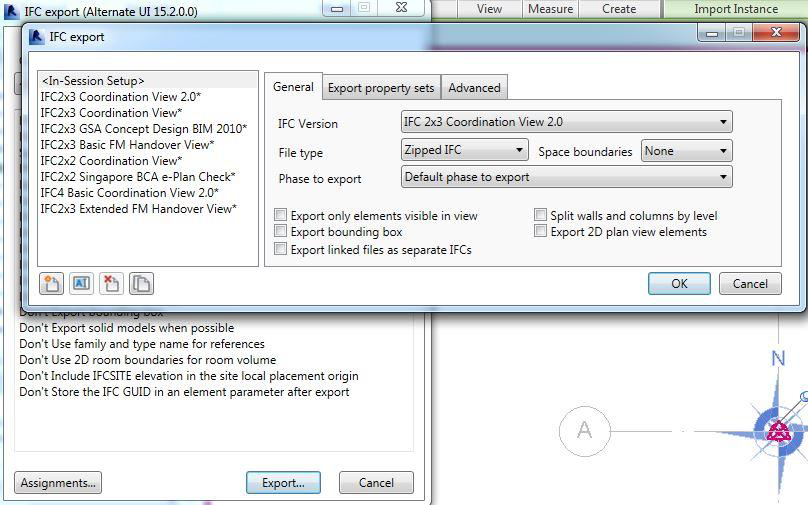 IFC export (Alternate UI 15.2.0.0)
View
Measure
Create
Import Instance
IFC export
<In-Session Setup>
IFC2x3 Coordination View 2.0*
IFC2x3 Coordination View*
IFC2x3 GSA Concept Design BIM 2010*
IFC2x3 Basic FM Handover View*
IFC2x2 Coordination View*
IFC2x2 Singapore BCA e-Plan Check*
IFC4 Basic Coordination View 2.0*
IFC2x3 Extended FM Handover View*
General
Export property sets
Advanced
IFC Version
IFC 2x3 Coordination View 2.0
File type
Zipped IFC
Space boundaries
None
Phase to export
Default phase to export
Export only elements visible in view
Split walls and columns by level
Export bounding box
Export 2D plan view elements
Export linked files as separate IFCs
OK
Cancel
Don't Export bounding box
Don't Export solid models when possible
Don't Use family and type name for references
Don't Use 2D room boundaries for room volume
Don't Include IFCSITE elevation in the site local placement origin
Don't Store the IFC GUID in an element parameter after export
Assignments...
Export...
Cancel
A
N